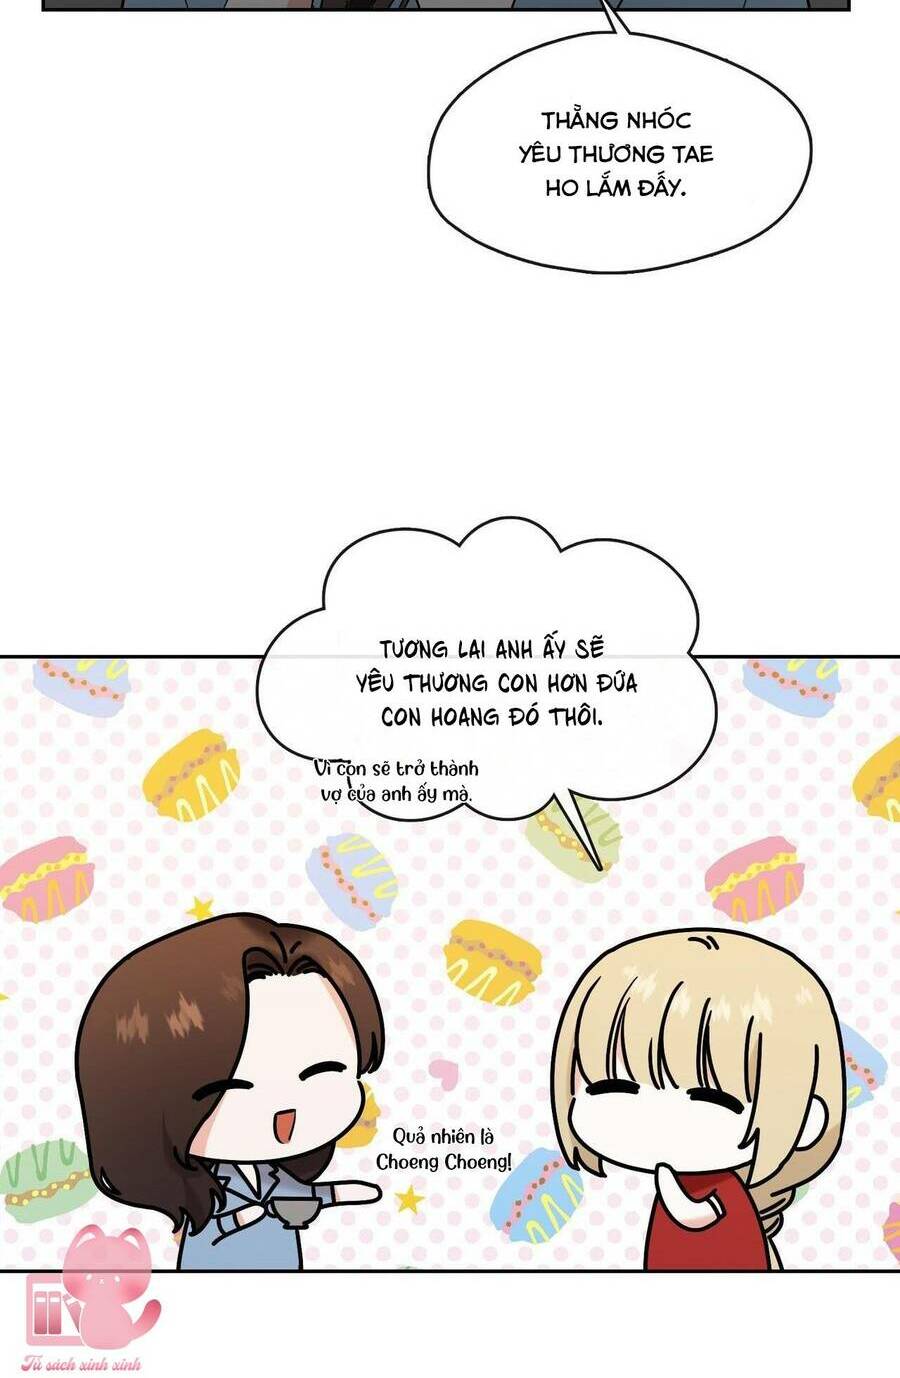 THẰNG NHÓC
YÊU THƯƠNG TAE
HO LẮM ĐẤY.
TƯƠNG LAI ANH ẤY SẼ
YÊU THƯƠNG CON HƠN ĐỨA
CON HOANG ĐÓ THÔI.
Vì con sẽ trở thành
vợ của anh ấy mà.
Quả nhiên là
Choeng Choeng!
Tủ sách xinh xinh